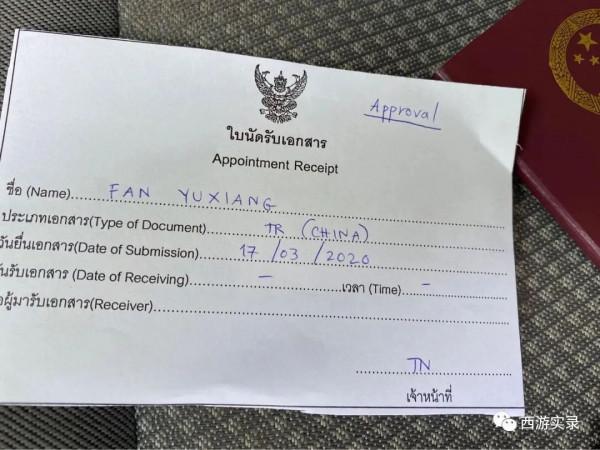 Approval
ใบนัดรับเอกสาร
Appointment Receipt
ชื่อ (Name) FAN YUXIANG
ประเภทเอกสาร(Type of Document) TR (CHINA)
วันยื่นเอกสาร(Date of Submission) 17 / 03 / 2020
นรับเอกสาร (Date of Receiving) - เวลา (Time) -
อผู้มารับเอกสาร(Receiver)
TN
เจ้าหน้าที่
西游实录